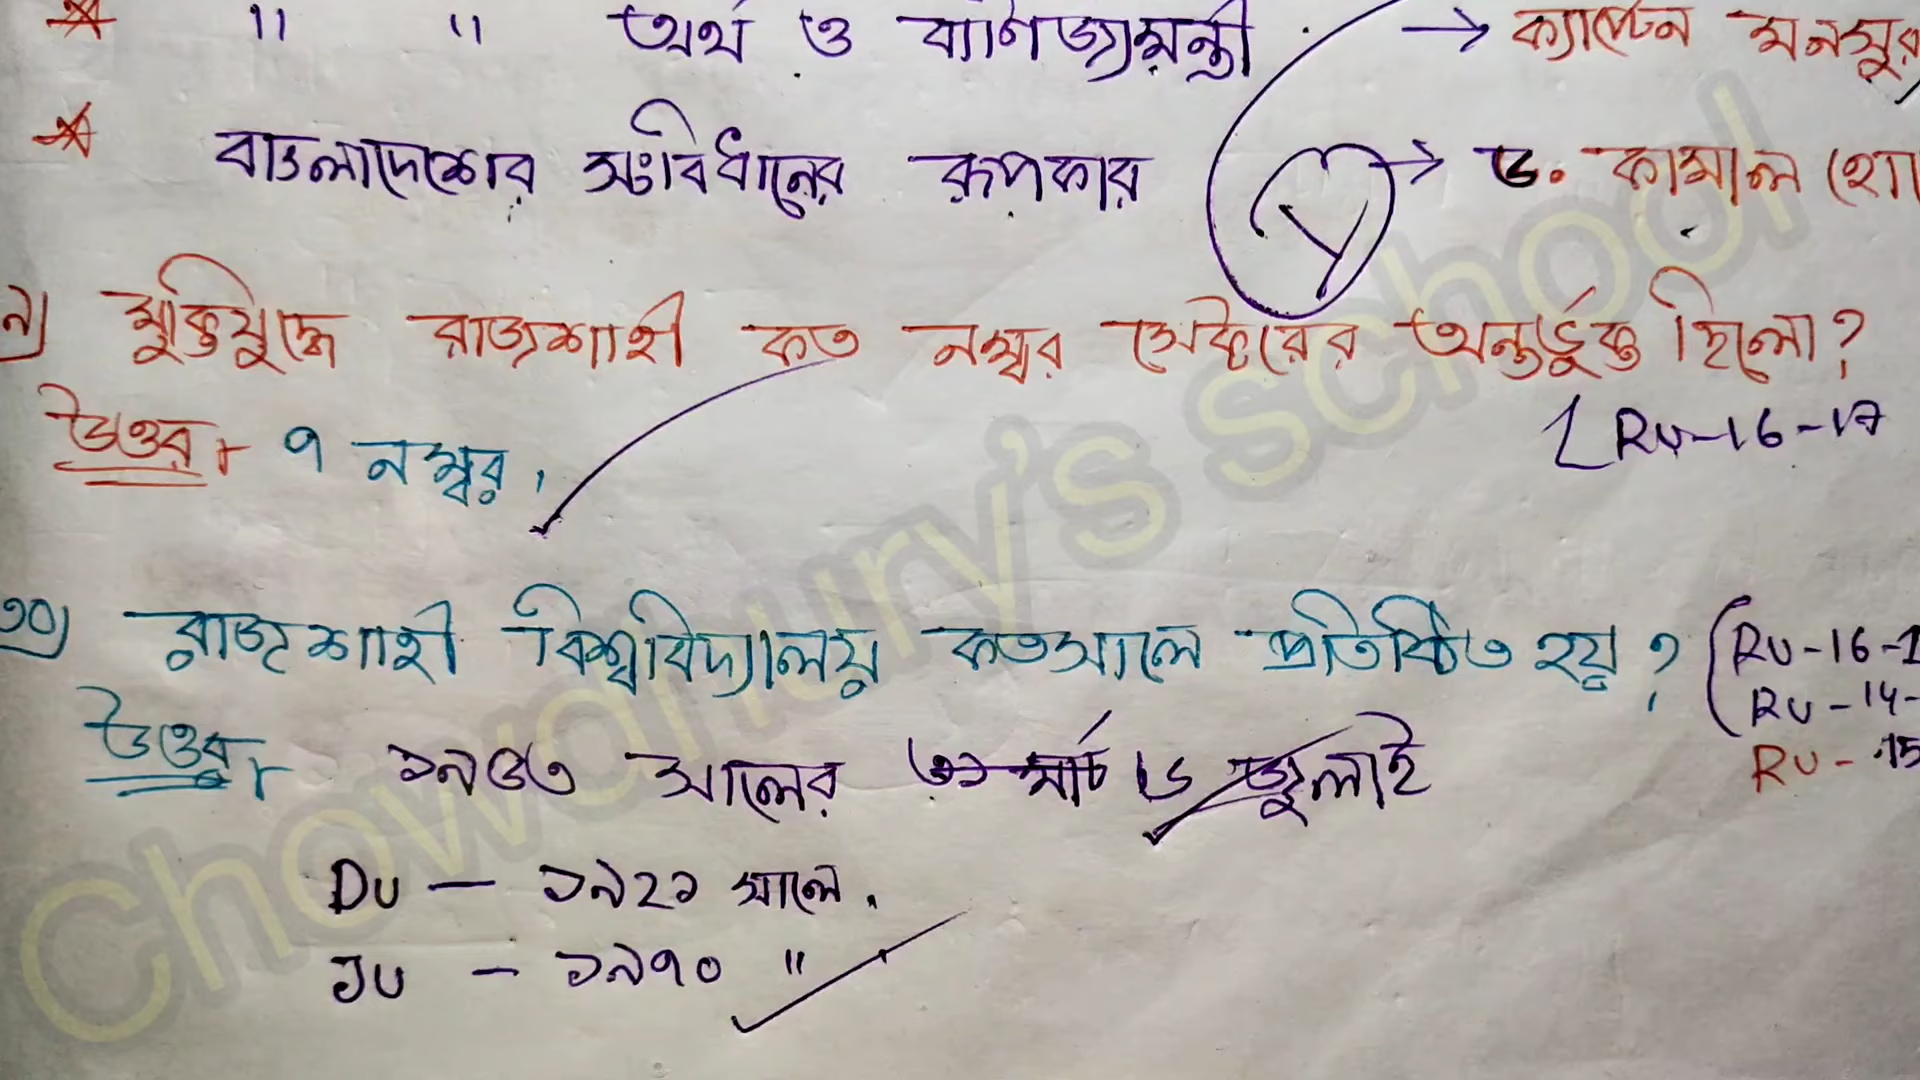 " " অর্থ ও বাণিজ্যমন্ত্রী → ক্যাপ্টেন মনসুর
বাঙলাদেশের সংবিধানের রূপকার → ড. কামাল হো
৯) মুক্তিযুদ্ধে রাজশাহী কত নম্বর সেক্টরের অন্তর্ভুক্ত ছিলো?
[RU-16-17
উত্তরঃ ৭ নম্বর,
১০) রাজশাহী বিশ্ববিদ্যালয় কতসালে প্রতিষ্ঠিত হয়? (RU-16-1
RU-14-
RU-15
উত্তরঃ ১৯৫৩ সালের ৩১ মার্চ ৬ জুলাই
DU — ১৯২১ সালে.
JU – ১৯৭০ "
Chowdhury's school